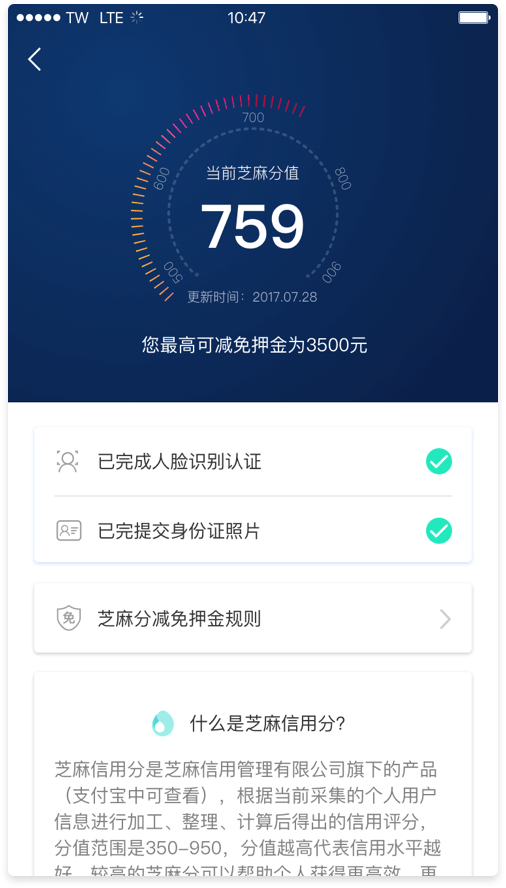 TW LTE 10:47
700
600
800
当前芝麻分值
759
500
900
更新时间：2017.07.28
您最高可减免押金为3500元
已完成人脸识别认证
已完提交身份证照片
免 芝麻分减免押金规则
什么是芝麻信用分?
芝麻信用分是芝麻信用管理有限公司旗下的产品
（支付宝中可查看），根据当前采集的个人用户
信息进行加工、整理、计算后得出的信用评分，
分值范围是350-950，分值越高代表信用水平越
好，较高的芝麻分可以帮助个人获得更高效、更